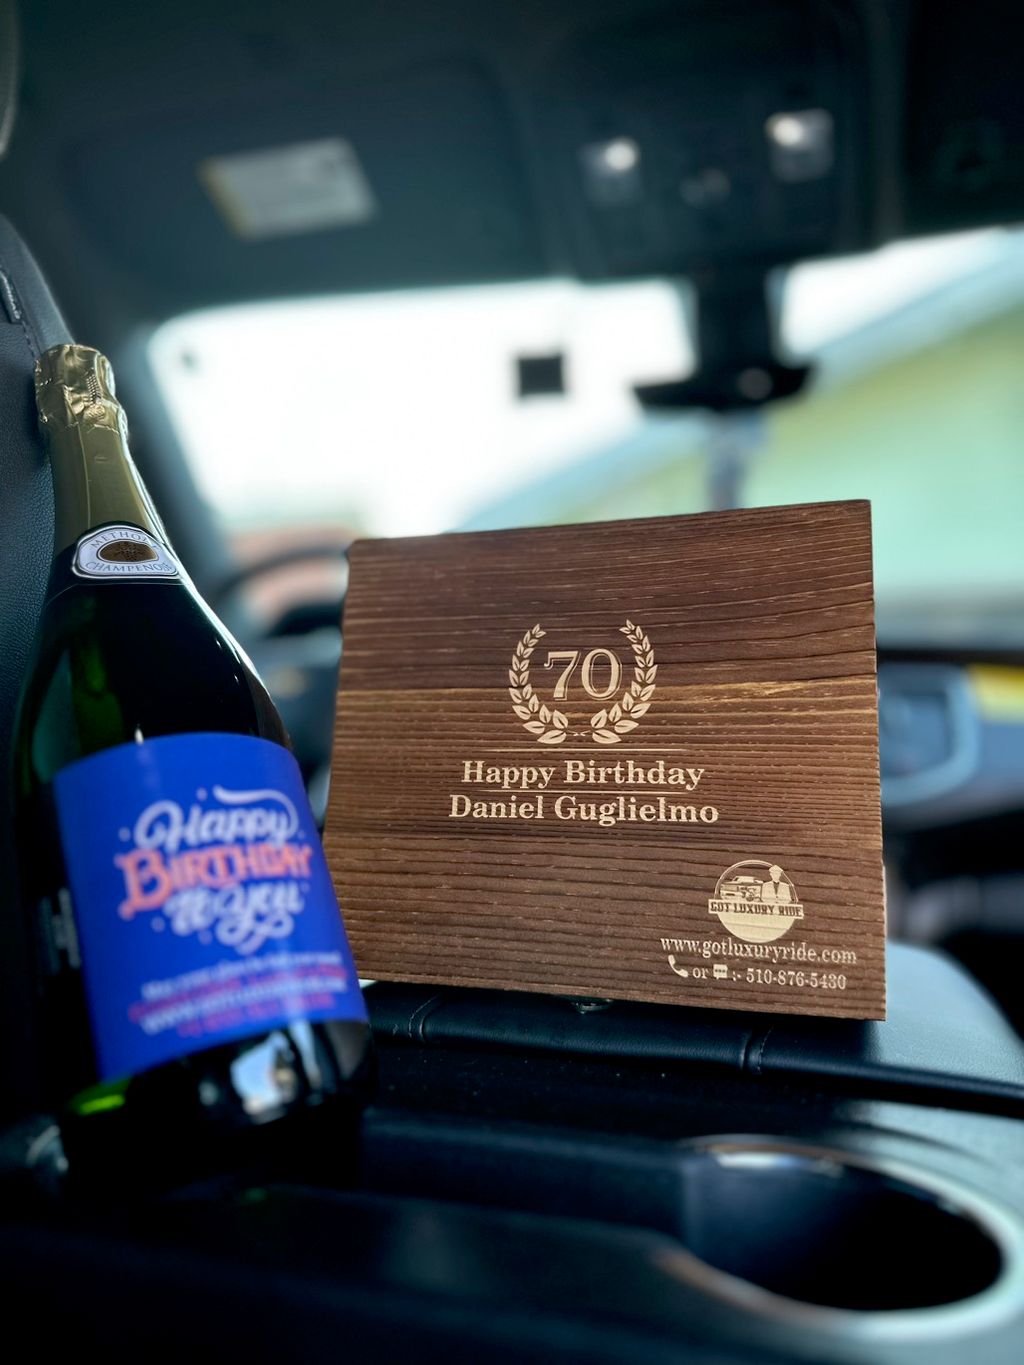 METHODE
CHAMPENOISE
Happy
BIRTHDAY
to you
70
Happy Birthday
Daniel Guglielmo
GOT LUXURY RIDE
www.gotluxuryride.com
or :- 510-876-5430